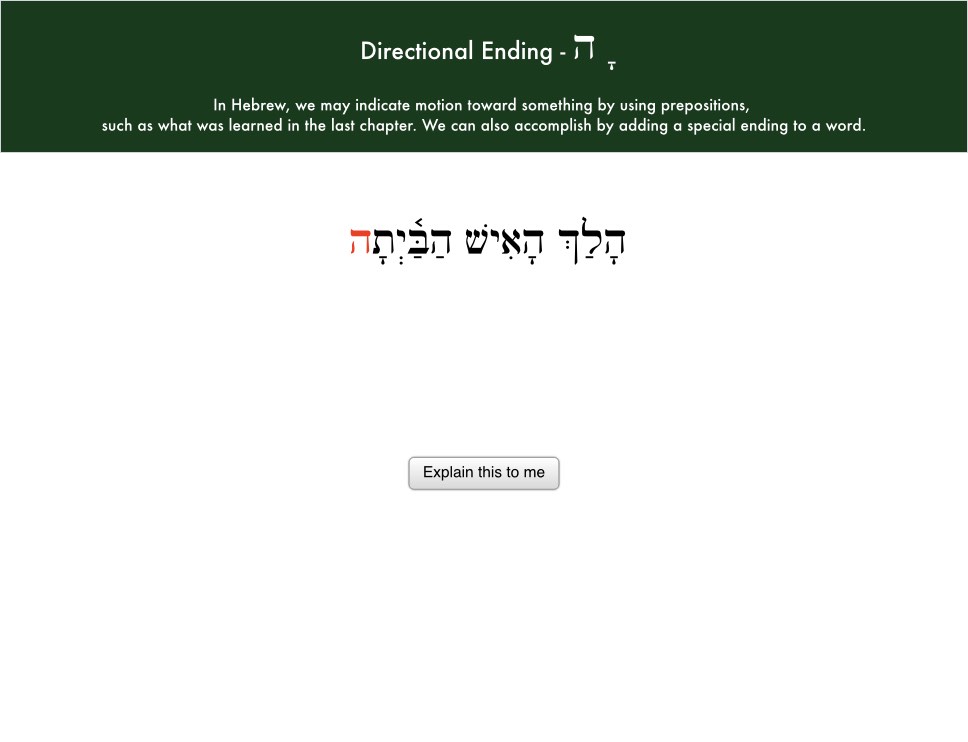 Directional Ending - ָה
In Hebrew, we may indicate motion toward something by using prepositions,
such as what was learned in the last chapter. We can also accomplish by adding a special ending to a word.
הָלַךְ הָאִישׁ הַבַּ֫יְתָה
Explain this to me